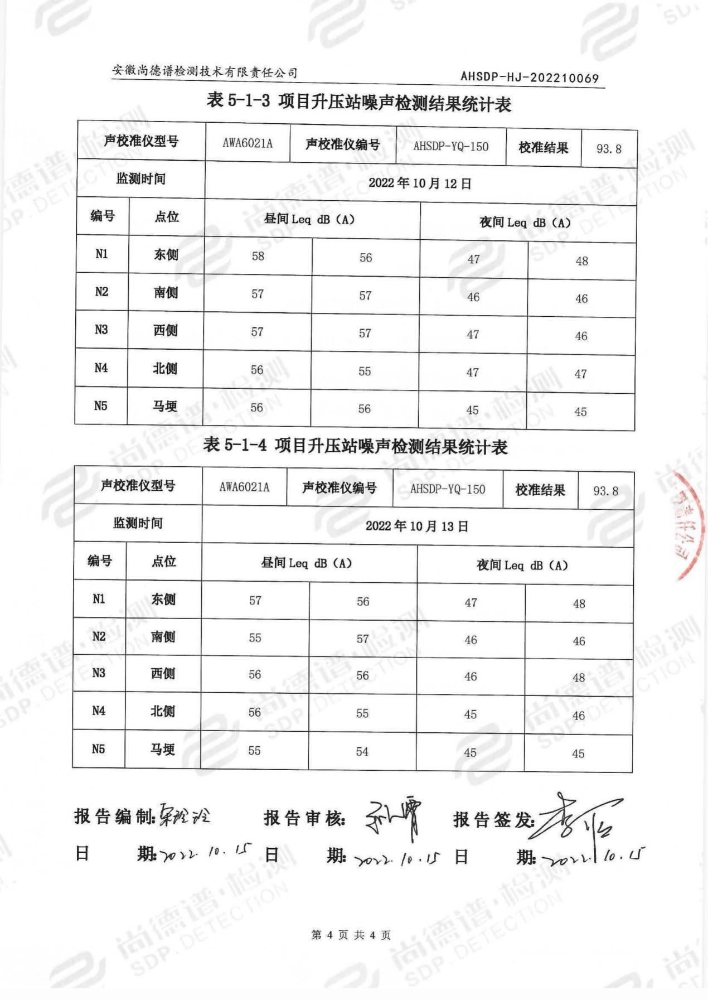 安徽尚德谱检测技术有限责任公司 AHSDP-HJ-202210069
表 5-1-3 项目升压站噪声检测结果统计表
声校准仪型号 AWA6021A 声校准仪编号 AHSDP-YQ-150 校准结果 93.8
监测时间 2022 年 10 月 12 日
编号 点位 昼间 Leq dB（A） 夜间 Leq dB（A）
N1 东侧 58 56 47 48
N2 南侧 57 57 46 46
N3 西侧 57 57 47 46
N4 北侧 56 55 47 47
N5 马埂 56 56 45 45
表 5-1-4 项目升压站噪声检测结果统计表
声校准仪型号 AWA6021A 声校准仪编号 AHSDP-YQ-150 校准结果 93.8
监测时间 2022 年 10 月 13 日
编号 点位 昼间 Leq dB（A） 夜间 Leq dB（A）
N1 东侧 57 56 47 48
N2 南侧 55 57 46 46
N3 西侧 56 56 46 48
N4 北侧 56 55 45 46
N5 马埂 55 54 45 45
报告编制: 报告审核: 报告签发:
日 期: 2022.10.15 日 期: 2022.10.15 日 期: 2022.10.15
第 4 页 共 4 页
尚德谱·检测
SDP.DETECTION
责任公司